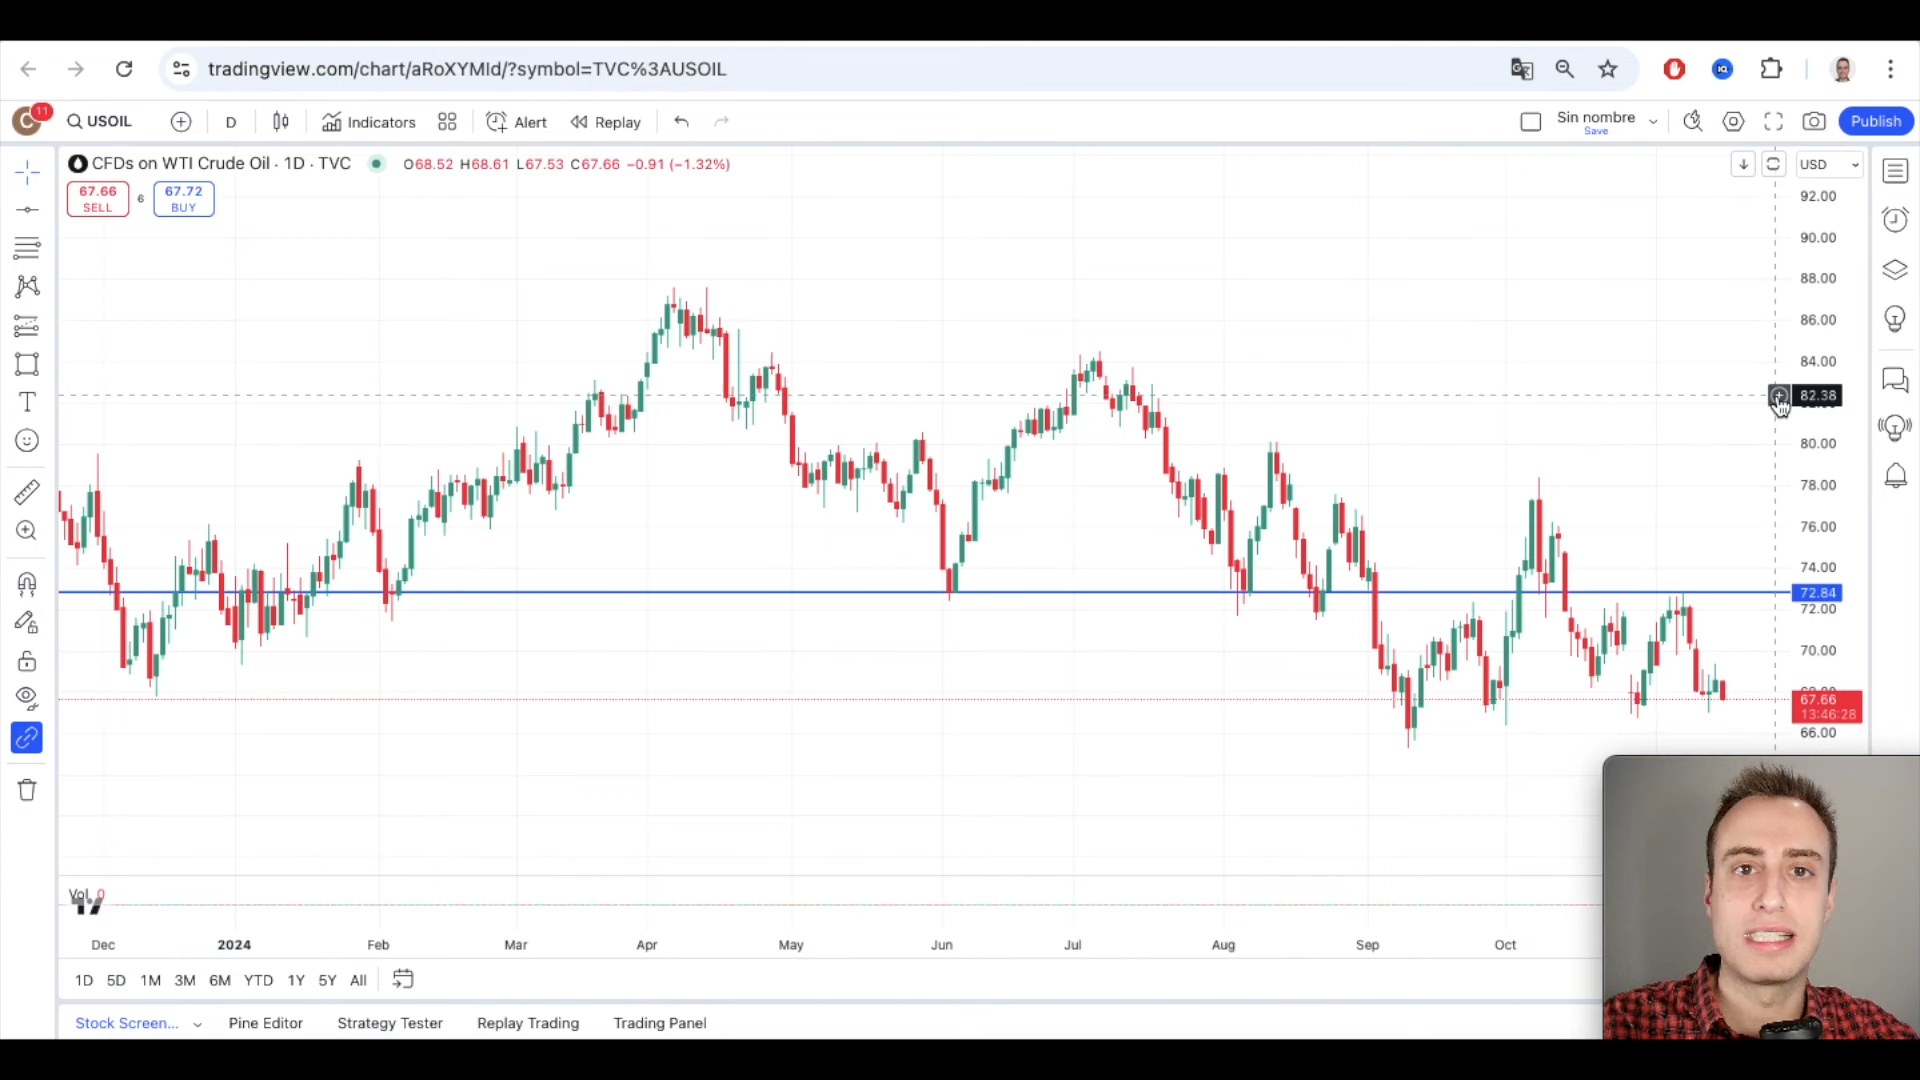 tradingview.com/chart/aRoXYMld/?symbol=TVC%3AUSOIL
C 11 USOIL D Indicators Alert Replay Sin nombre Save Publish
CFDs on WTI Crude Oil · 1D · TVC O68.52 H68.61 L67.53 C67.66 −0.91 (−1.32%) USD
67.66 SELL 6 67.72 BUY
92.00
90.00
88.00
86.00
84.00
82.38
80.00
78.00
76.00
74.00
72.84
72.00
70.00
67.66
13:46:28
66.00
Vol 0
Dec 2024 Feb Mar Apr May Jun Jul Aug Sep Oct
1D 5D 1M 3M 6M YTD 1Y 5Y All
Stock Screen... Pine Editor Strategy Tester Replay Trading Trading Panel